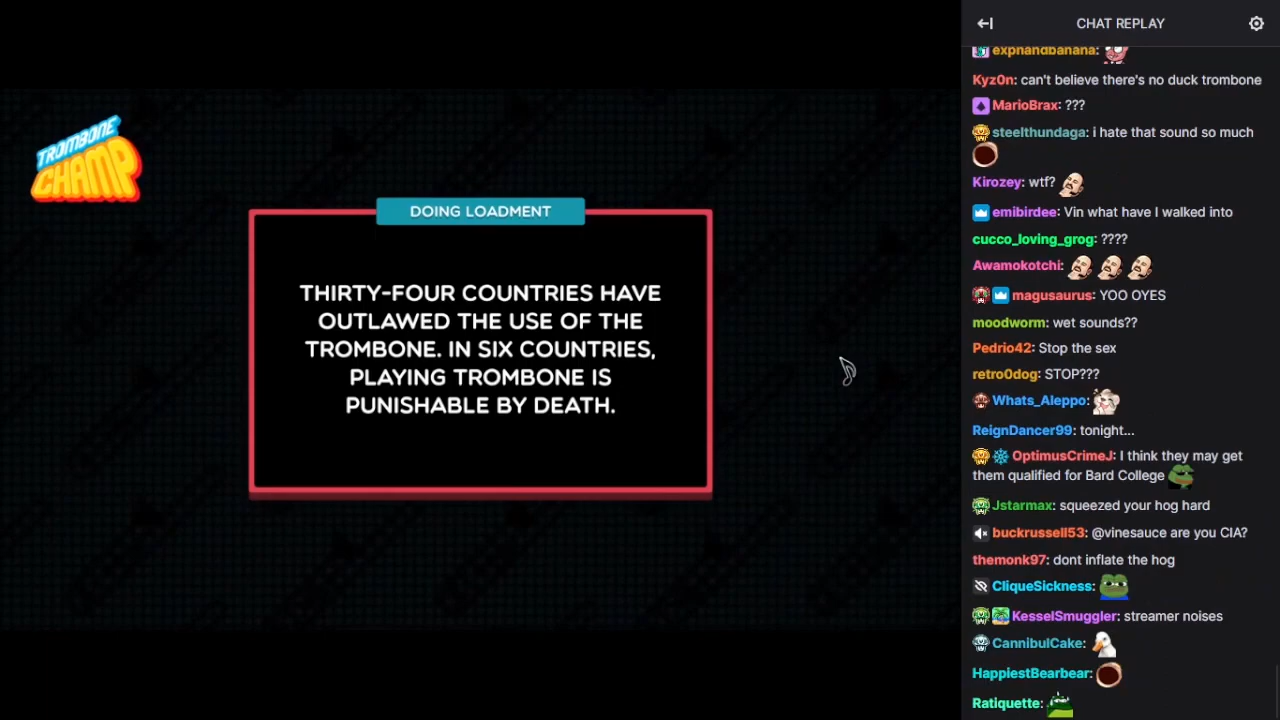 TROMBONE
CHAMP
DOING LOADMENT
THIRTY-FOUR COUNTRIES HAVE
OUTLAWED THE USE OF THE
TROMBONE. IN SIX COUNTRIES,
PLAYING TROMBONE IS
PUNISHABLE BY DEATH.
CHAT REPLAY
expnandbanana:
Kyz0n: can't believe there's no duck trombone
MarioBrax: ???
steelthundaga: i hate that sound so much
Kirozey: wtf?
emibirdee: Vin what have I walked into
cucco_loving_grog: ????
Awamokotchi:
magusaurus: YOO OYES
moodworm: wet sounds??
Pedrio42: Stop the sex
retro0dog: STOP???
Whats_Aleppo:
ReignDancer99: tonight...
OptimusCrimeJ: I think they may get
them qualified for Bard College
Jstarmax: squeezed your hog hard
buckrussell53: @vinesauce are you CIA?
themonk97: dont inflate the hog
CliqueSickness:
KesselSmuggler: streamer noises
CannibulCake:
HappiestBearbear:
Ratiquette: